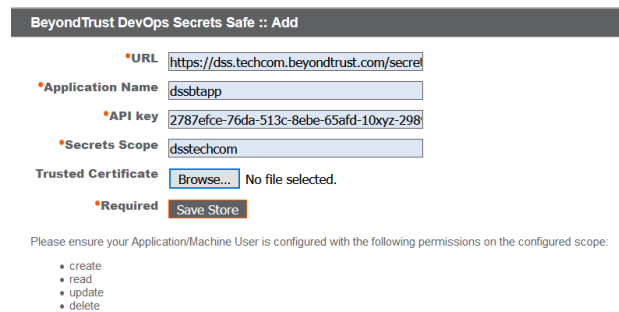 BeyondTrust DevOps Secrets Safe :: Add
•URL https://dss.techcom.beyondtrust.com/secret
•Application Name dssbtapp
•API key 2787efce-76da-513c-8ebe-65afd-10xyz-298
•Secrets Scope dsstechcom
Trusted Certificate Browse... No file selected.
•Required Save Store
Please ensure your Application/Machine User is configured with the following permissions on the configured scope:
• create
• read
• update
• delete